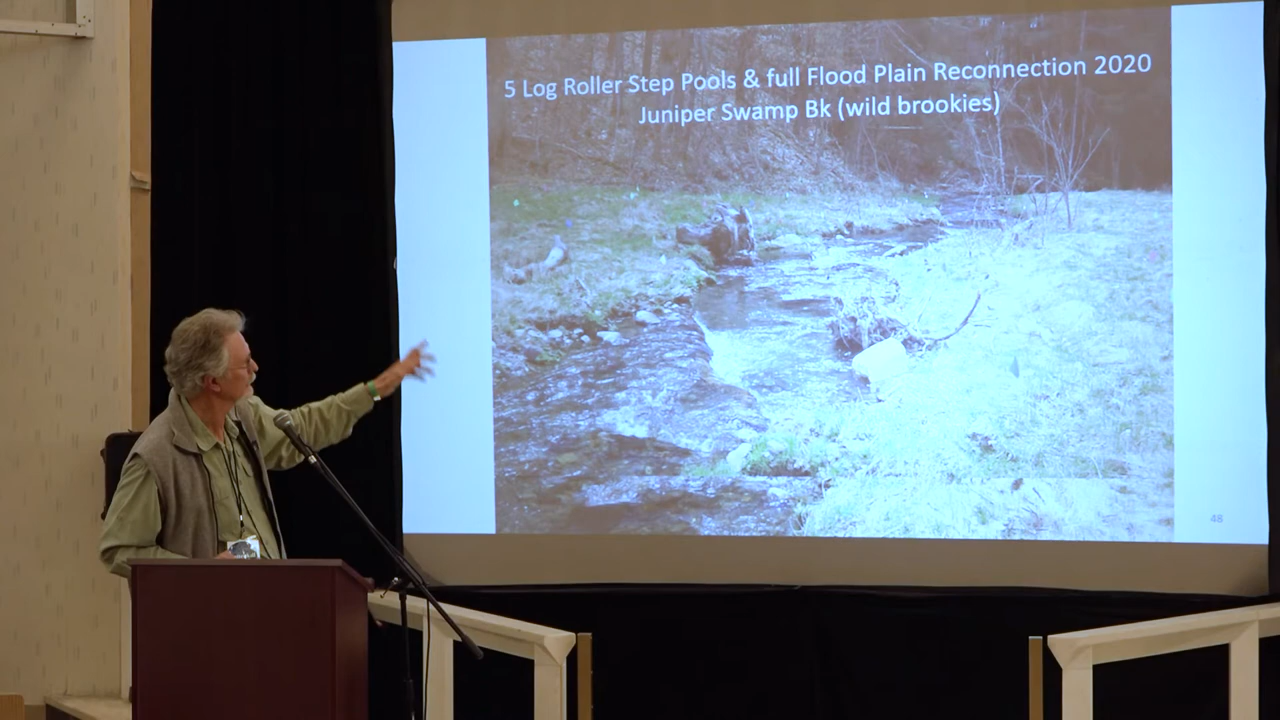 5 Log Roller Step Pools & full Flood Plain Reconnection 2020
Juniper Swamp Bk (wild brookies)
48